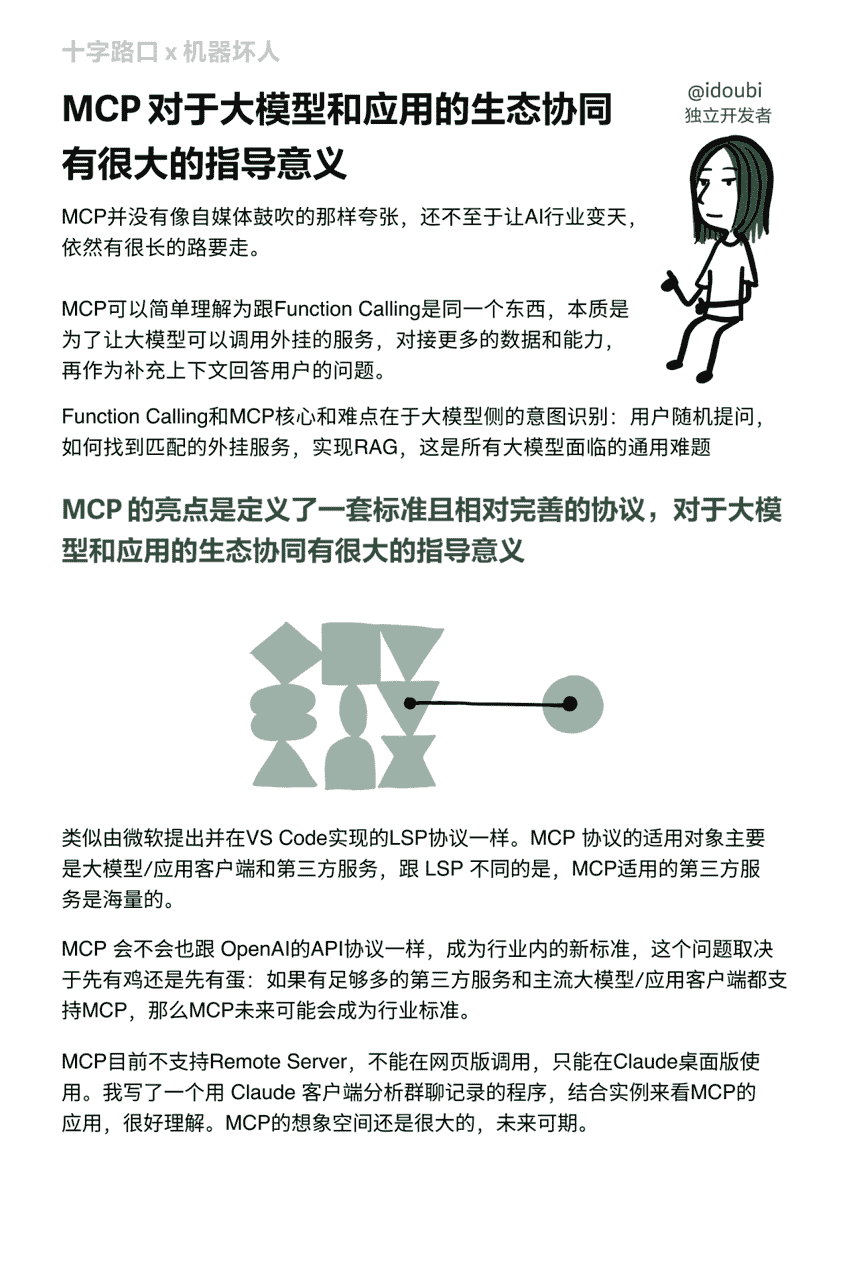 十字路口 x 机器坏人
@idoubi
独立开发者
MCP 对于大模型和应用的生态协同
有很大的指导意义
MCP并没有像自媒体鼓吹的那样夸张，还不至于让AI行业变天，
依然有很长的路要走。
MCP可以简单理解为跟Function Calling是同一个东西，本质是
为了让大模型可以调用外挂的服务，对接更多的数据和能力，
再作为补充上下文回答用户的问题。
Function Calling和MCP核心和难点在于大模型侧的意图识别：用户随机提问，
如何找到匹配的外挂服务，实现RAG，这是所有大模型面临的通用难题
MCP 的亮点是定义了一套标准且相对完善的协议，对于大模
型和应用的生态协同有很大的指导意义
类似由微软提出并在VS Code实现的LSP协议一样。MCP 协议的适用对象主要
是大模型/应用客户端和第三方服务，跟 LSP 不同的是，MCP适用的第三方服
务是海量的。
MCP 会不会也跟 OpenAI的API协议一样，成为行业内的新标准，这个问题取决
于先有鸡还是先有蛋：如果有足够多的第三方服务和主流大模型/应用客户端都支
持MCP，那么MCP未来可能会成为行业标准。
MCP目前不支持Remote Server，不能在网页版调用，只能在Claude桌面版使
用。我写了一个用 Claude 客户端分析群聊记录的程序，结合实例来看MCP的
应用，很好理解。MCP的想象空间还是很大的，未来可期。